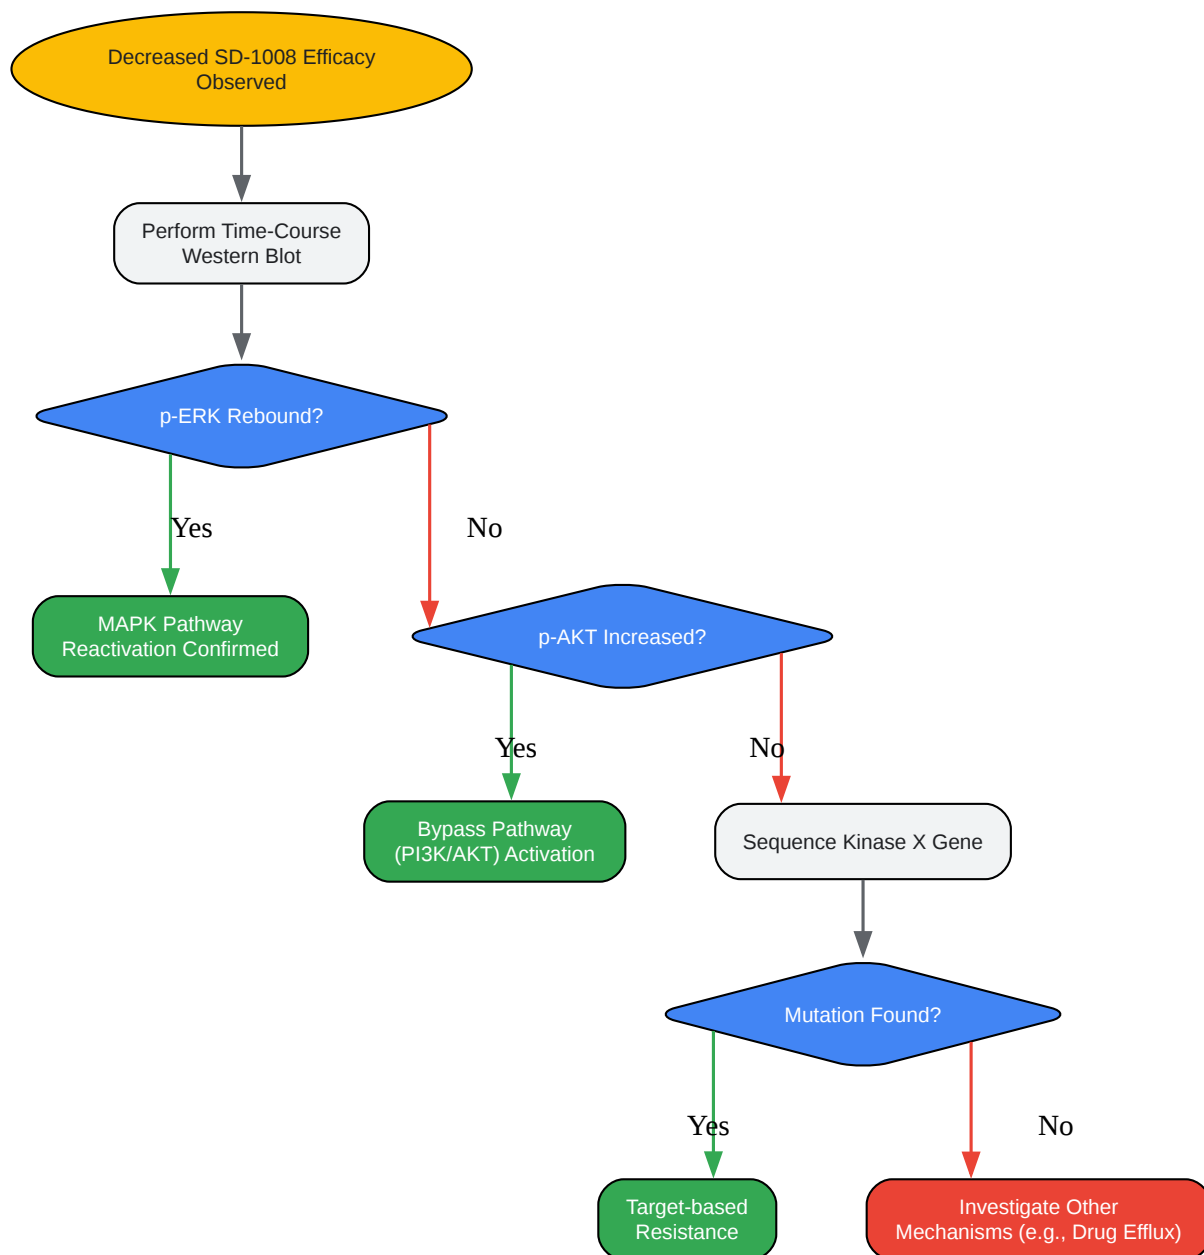 Decreased SD-1008 Efficacy
Observed
Perform Time-Course
Western Blot
p-ERK Rebound?
Yes
No
MAPK Pathway
Reactivation Confirmed
p-AKT Increased?
Yes
No
Bypass Pathway
(PI3K/AKT) Activation
Sequence Kinase X Gene
Mutation Found?
Yes
No
Target-based
Resistance
Investigate Other
Mechanisms (e.g., Drug Efflux)